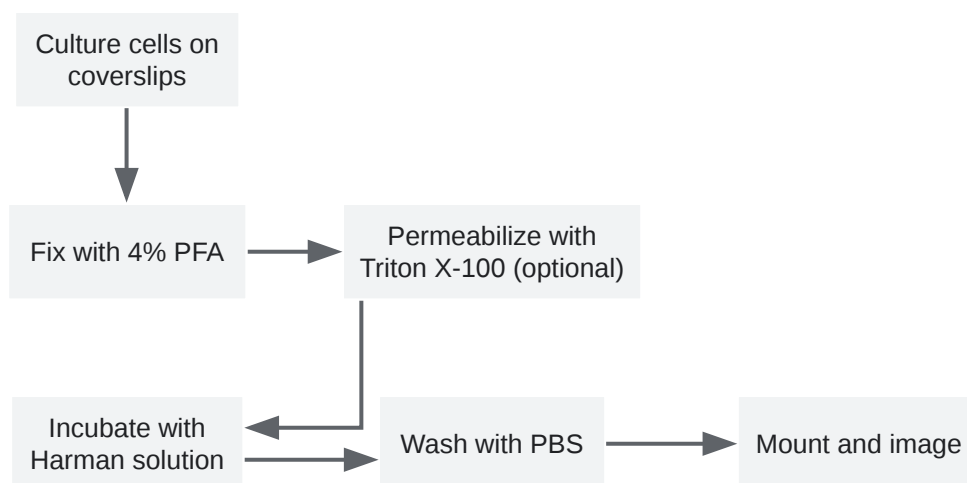 Culture cells on
coverslips
Fix with 4% PFA
Permeabilize with
Triton X-100 (optional)
Incubate with
Harman solution
Wash with PBS
Mount and image